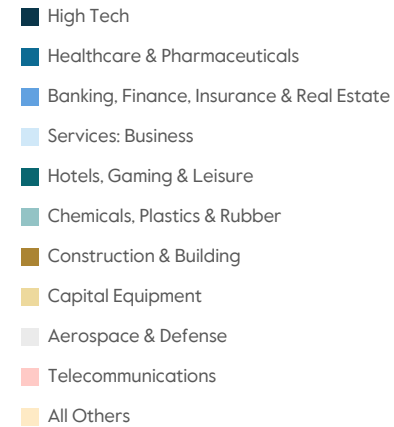 High Tech
Healthcare & Pharmaceuticals
Banking, Finance, Insurance & Real Estate
Services: Business
Hotels, Gaming & Leisure
Chemicals, Plastics & Rubber
Construction & Building
Capital Equipment
Aerospace & Defense
Telecommunications
All Others